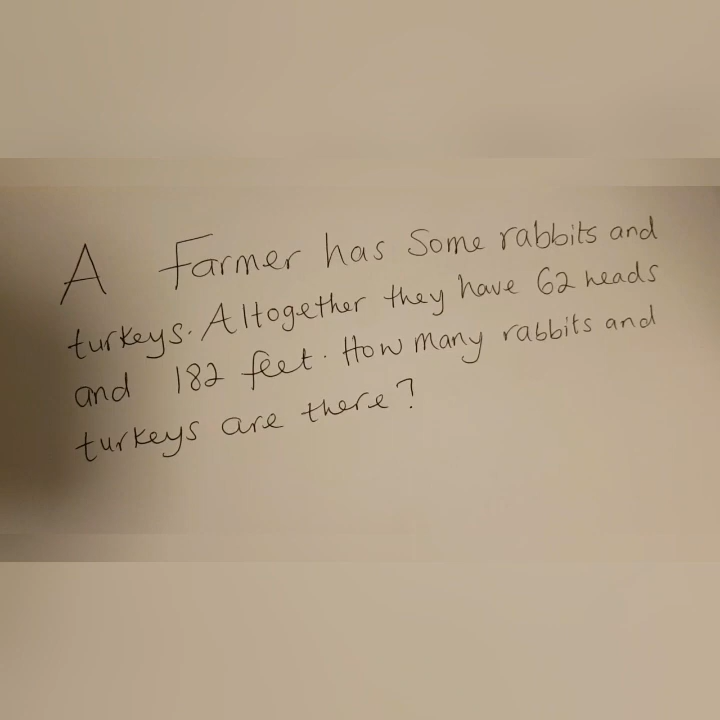 A Farmer has Some rabbits and
turkeys. Altogether they have 62 heads
and 182 feet. How many rabbits and
turkeys are there?